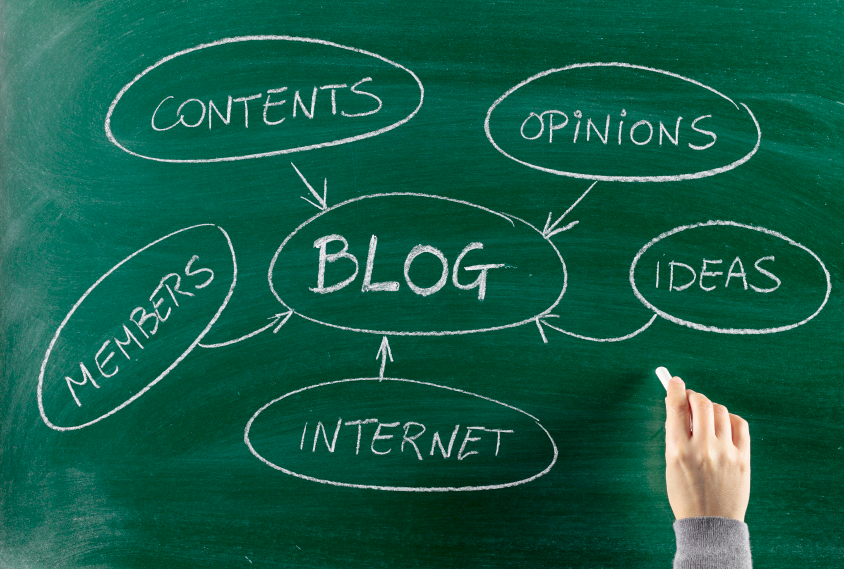 CONTENTS
OPINIONS
BLOG
IDEAS
MEMBERS
INTERNET